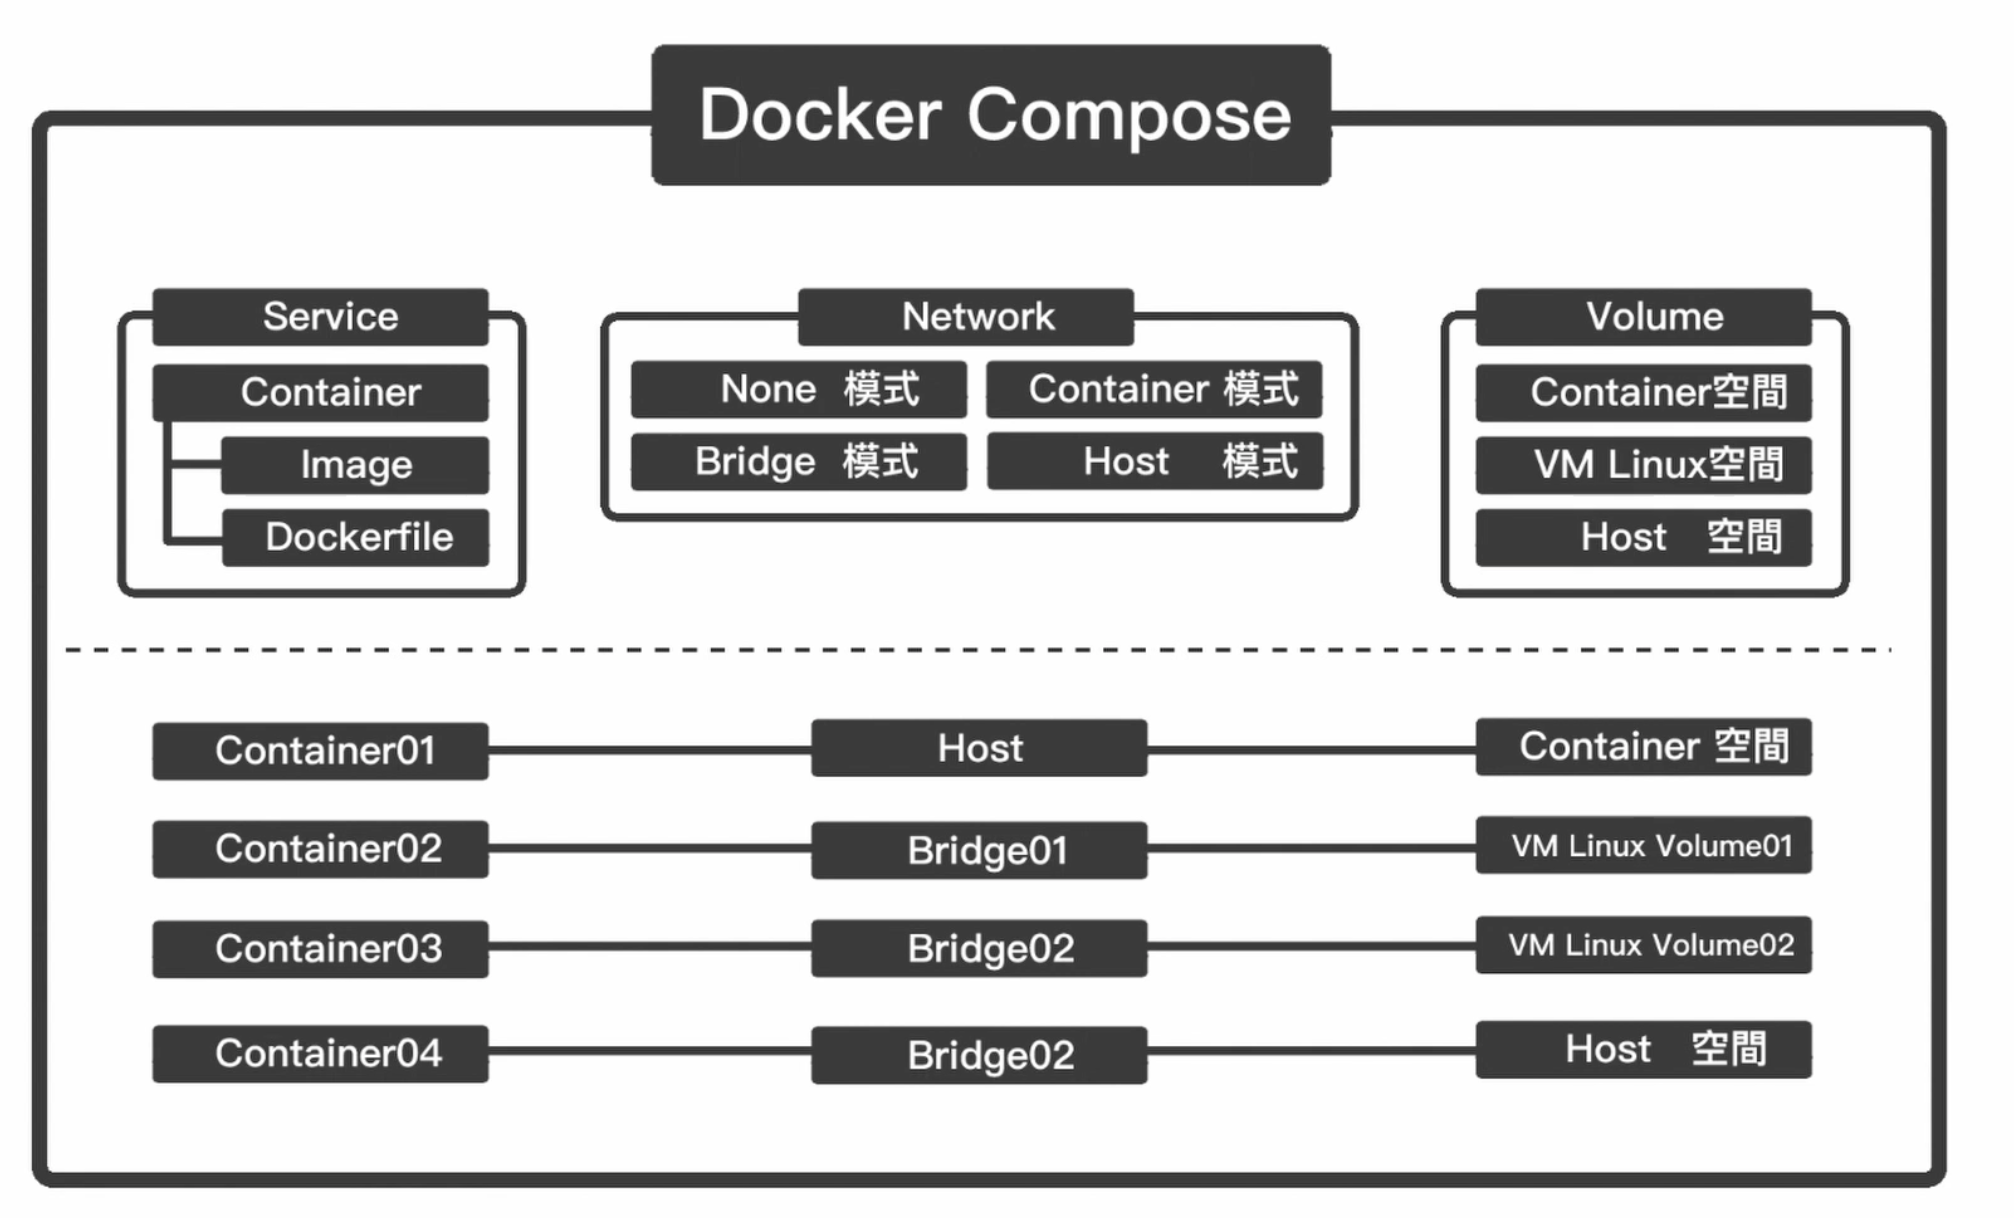 Docker Compose
Service
Container
Image
Dockerfile
Network
None 模式
Container 模式
Bridge 模式
Host 模式
Volume
Container空間
VM Linux空間
Host 空間
Container01
Host
Container 空間
Container02
Bridge01
VM Linux Volume01
Container03
Bridge02
VM Linux Volume02
Container04
Bridge02
Host 空間